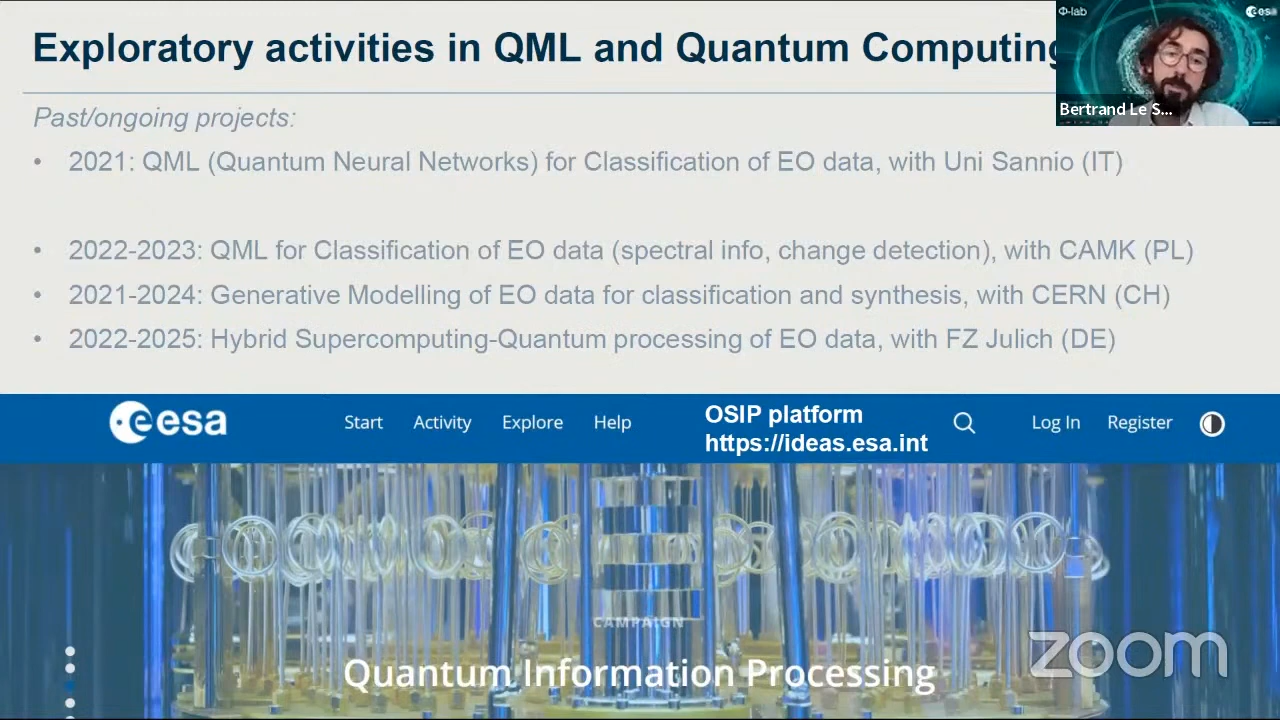 Exploratory activities in QML and Quantum Computing
Φ-lab
esa
Bertrand Le S...
Past/ongoing projects:
• 2021: QML (Quantum Neural Networks) for Classification of EO data, with Uni Sannio (IT)
• 2022-2023: QML for Classification of EO data (spectral info, change detection), with CAMK (PL)
• 2021-2024: Generative Modelling of EO data for classification and synthesis, with CERN (CH)
• 2022-2025: Hybrid Supercomputing-Quantum processing of EO data, with FZ Julich (DE)
esa
Start Activity Explore Help
OSIP platform
https://ideas.esa.int
Log In Register
CAMPAIGN
Quantum Information Processing
zoom